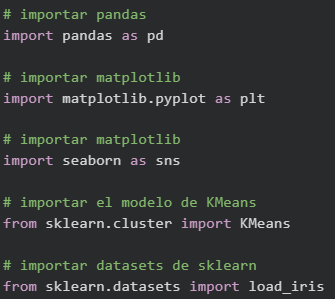 # importar pandas
import pandas as pd
# importar matplotlib
import matplotlib.pyplot as plt
# importar matplotlib
import seaborn as sns
# importar el modelo de KMeans
from sklearn.cluster import KMeans
# importar datasets de sklearn
from sklearn.datasets import load_iris